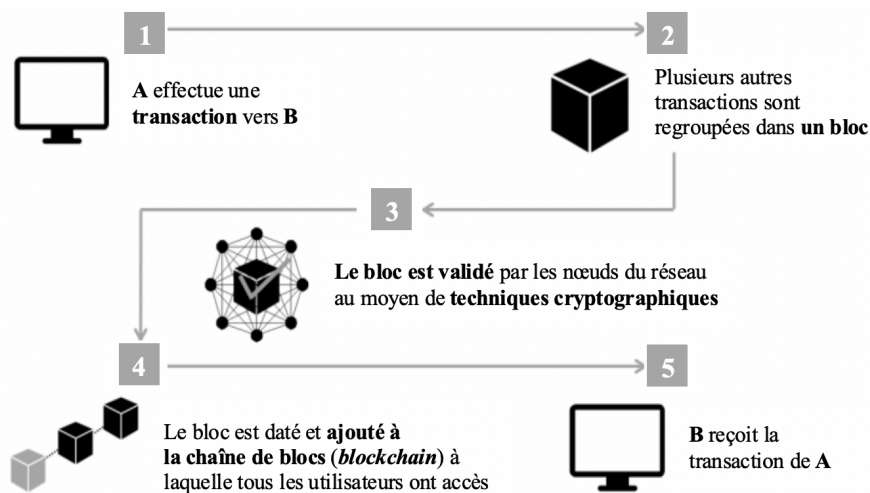 1
A effectue une
transaction vers B
2
Plusieurs autres
transactions sont
regroupées dans un bloc
3
Le bloc est validé par les nœuds du réseau
au moyen de techniques cryptographiques
4
Le bloc est daté et ajouté à
la chaîne de blocs (blockchain) à
laquelle tous les utilisateurs ont accès
5
B reçoit la
transaction de A